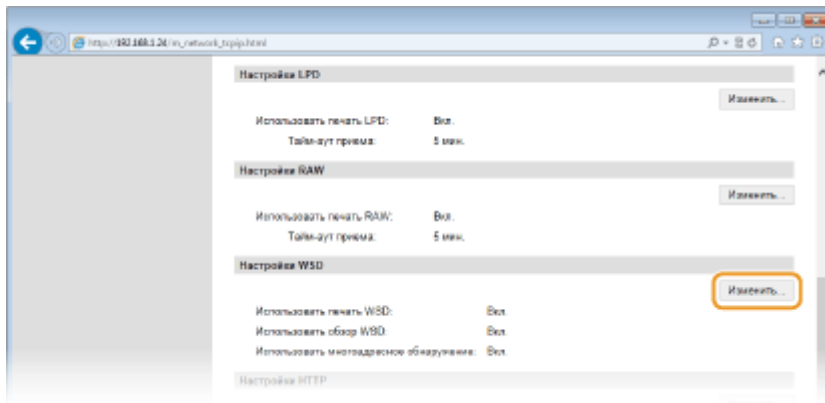 http://192.168.1.24/m_network_tcpip.html
Настройки LPD
Изменить...
Использовать печать LPD: Вкл.
Тайм-аут приема: 5 мин.
Настройки RAW
Изменить...
Использовать печать RAW: Вкл.
Тайм-аут приема: 5 мин.
Настройки WSD
Изменить...
Использовать печать WSD: Вкл.
Использовать обзор WSD: Вкл.
Использовать многоадресное обнаружение: Вкл.
Настройки HTTP